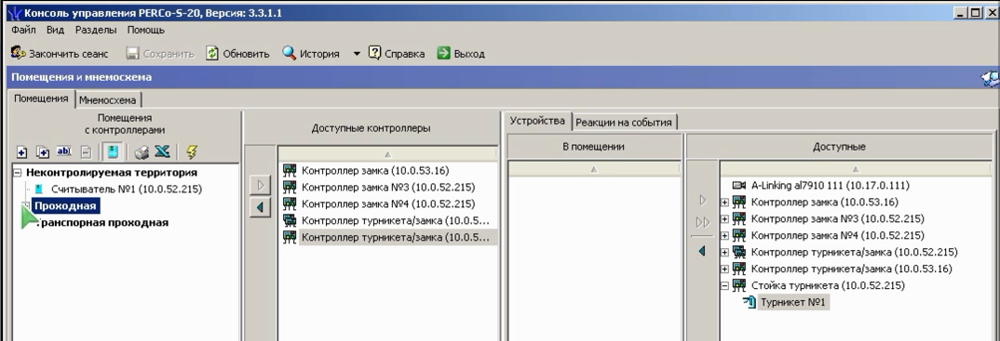 Консоль управления PERCo-S-20, Версия: 3.3.1.1
Файл Вид Разделы Помощь
Закончить сеанс Сохранить Обновить История Справка Выход
Помещения и мнемосхема
Помещения Мнемосхема
Помещения
с контроллерами
Неконтролируемая территория
Считыватель №1 (10.0.52.215)
Проходная
Транспорная проходная
Доступные контроллеры
Контроллер замка (10.0.53.16)
Контроллер замка №3 (10.0.52.215)
Контроллер замка №4 (10.0.52.215)
Контроллер турникета/замка (10.0.5...
Контроллер турникета/замка (10.0.5...
Устройства Реакции на события
В помещении
Доступные
A-Linking al7910 111 (10.17.0.111)
Контроллер замка (10.0.53.16)
Контроллер замка №3 (10.0.52.215)
Контроллер замка №4 (10.0.52.215)
Контроллер турникета/замка (10.0.52.215)
Контроллер турникета/замка (10.0.53.16)
Стойка турникета (10.0.52.215)
Турникет №1